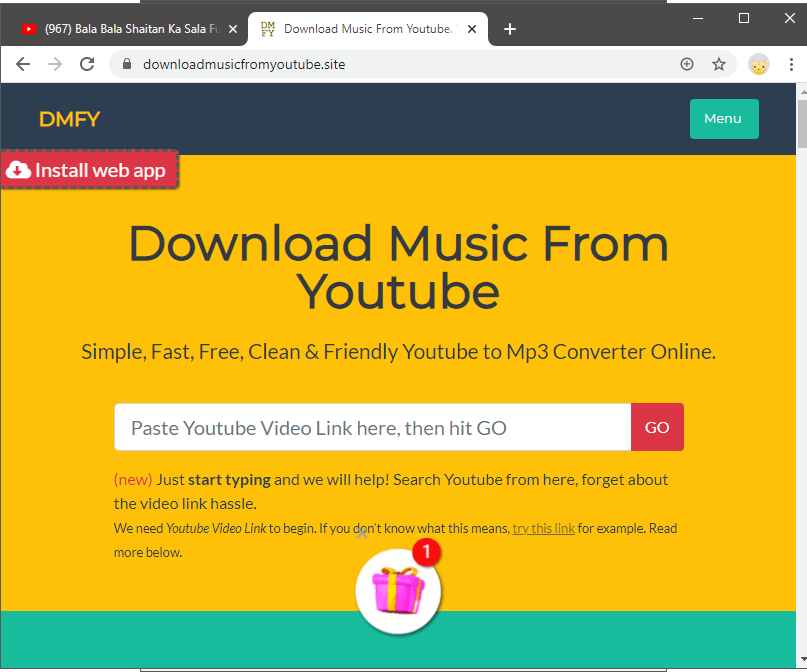 (967) Bala Bala Shaitan Ka Sala Fu
Download Music From Youtube.
downloadmusicfromyoutube.site
DMFY
Menu
Install web app
Download Music From
Youtube
Simple, Fast, Free, Clean & Friendly Youtube to Mp3 Converter Online.
Paste Youtube Video Link here, then hit GO
GO
(new) Just start typing and we will help! Search Youtube from here, forget about
the video link hassle.
We need Youtube Video Link to begin. If you don't know what this means, try this link for example. Read
more below.
1